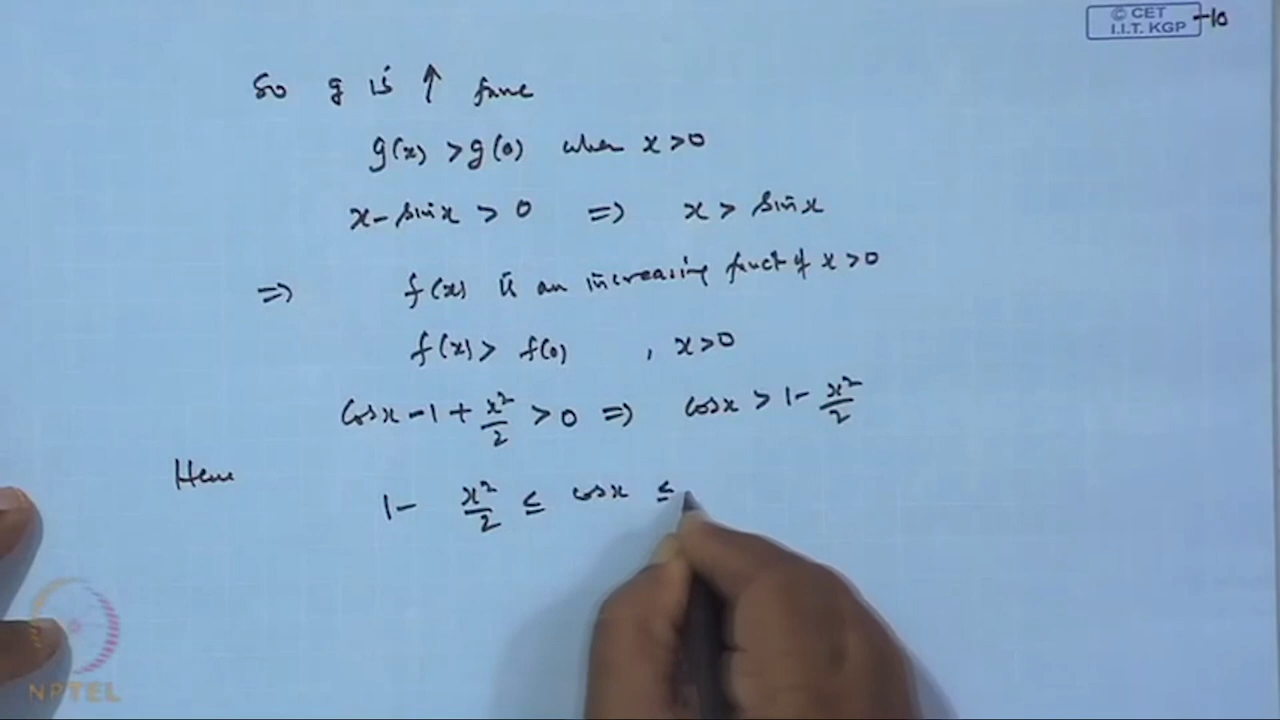 © CET
I.I.T. KGP -10
So g is ↑ func
g(x) > g(0) when x > 0
x - sin x > 0 ⇒ x > sin x
⇒ f(x) is an increasing funct of x > 0
f(x) > f(0) , x > 0
cos x - 1 + x²/2 > 0 ⇒ cos x > 1 - x²/2
Hence
1 - x²/2 ≤ cos x ≤
NPTEL